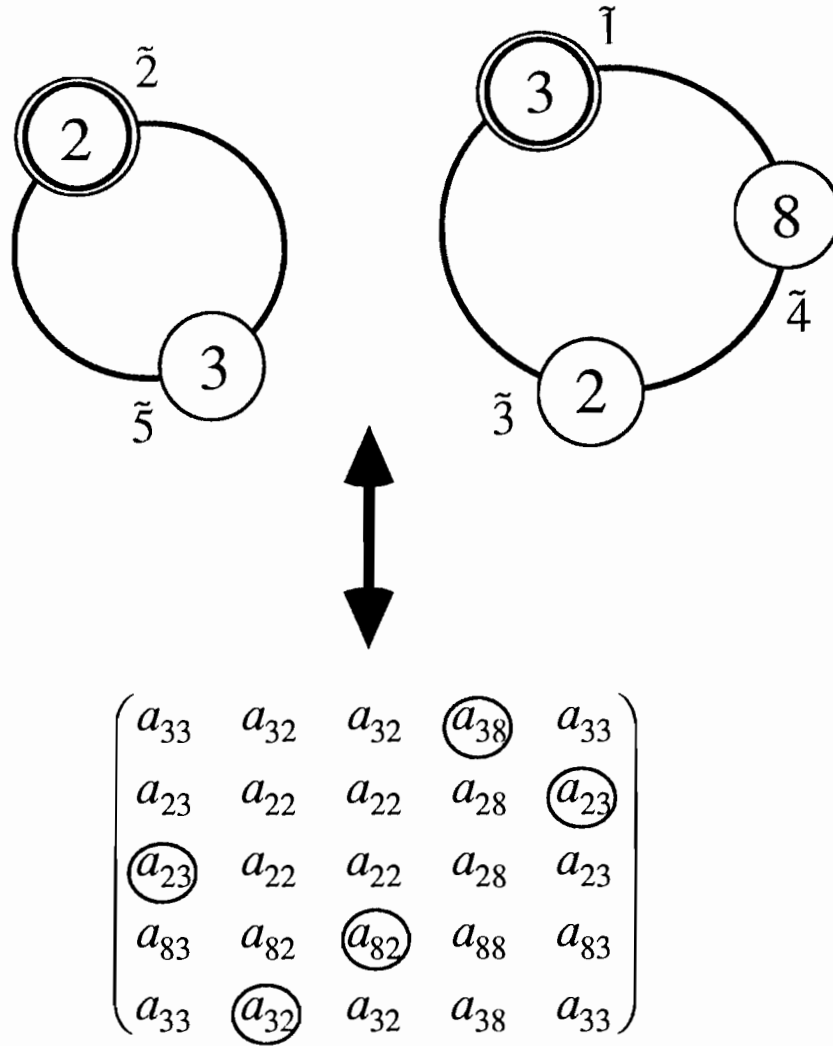 2̃
2
3
5̃
1̃
3
8
4̃
2
3̃
a₃₃ a₃₂ a₃₂ a₃₈ a₃₃
a₂₃ a₂₂ a₂₂ a₂₈ a₂₃
a₂₃ a₂₂ a₂₂ a₂₈ a₂₃
a₈₃ a₈₂ a₈₂ a₈₈ a₈₃
a₃₃ a₃₂ a₃₂ a₃₈ a₃₃